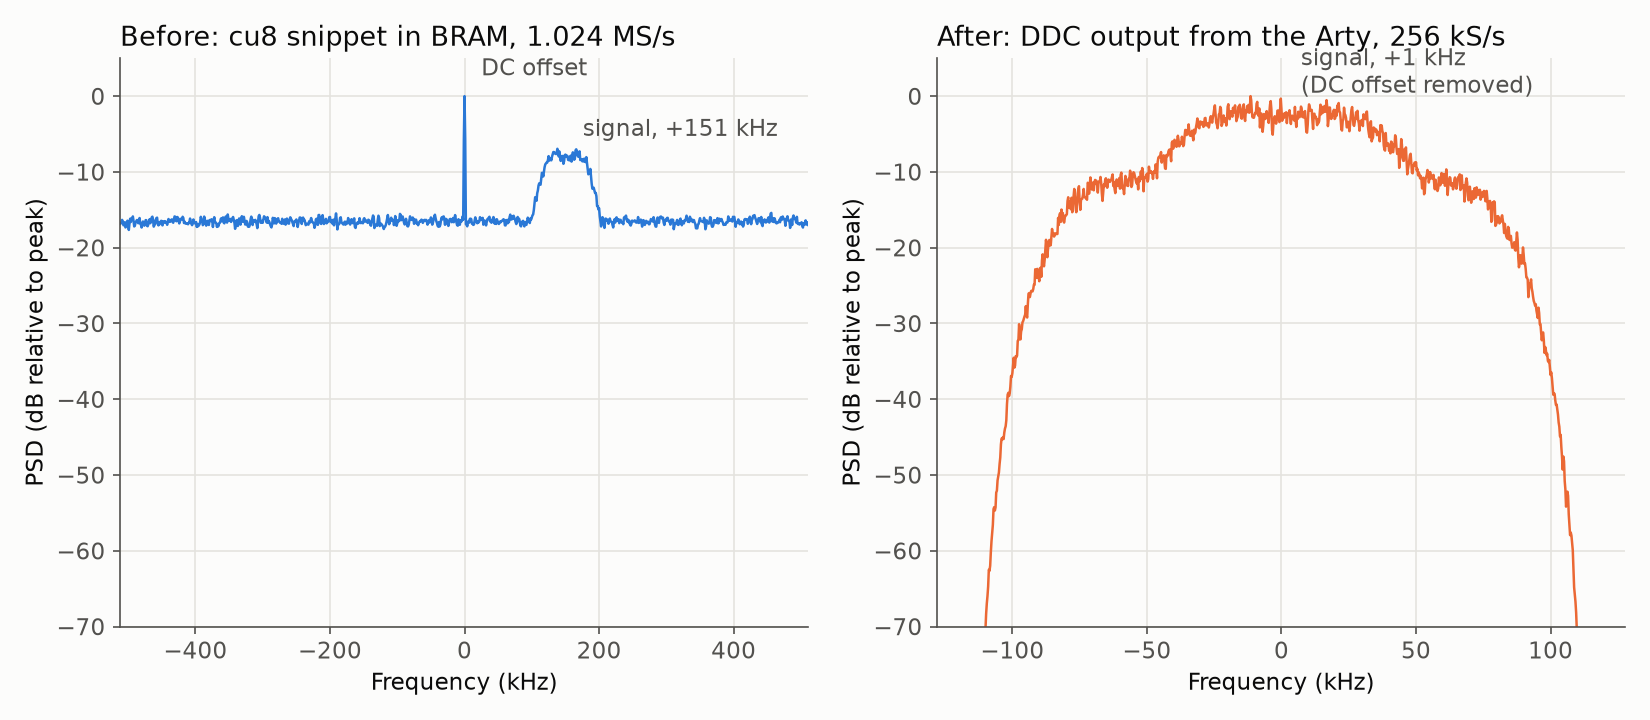 Before: cu8 snippet in BRAM, 1.024 MS/s
DC offset
signal, +151 kHz
PSD (dB relative to peak)
0
−10
−20
−30
−40
−50
−60
−70
−400
−200
0
200
400
Frequency (kHz)
After: DDC output from the Arty, 256 kS/s
signal, +1 kHz
(DC offset removed)
PSD (dB relative to peak)
0
−10
−20
−30
−40
−50
−60
−70
−100
−50
0
50
100
Frequency (kHz)